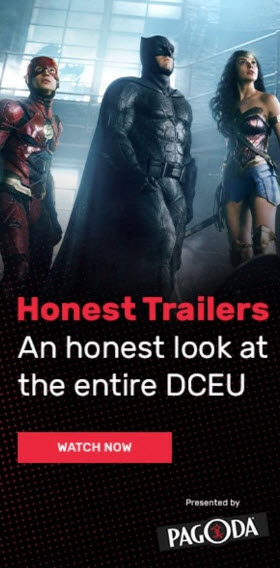 Honest Trailers
An honest look at
the entire DCEU
WATCH NOW
Presented by
PAGODA